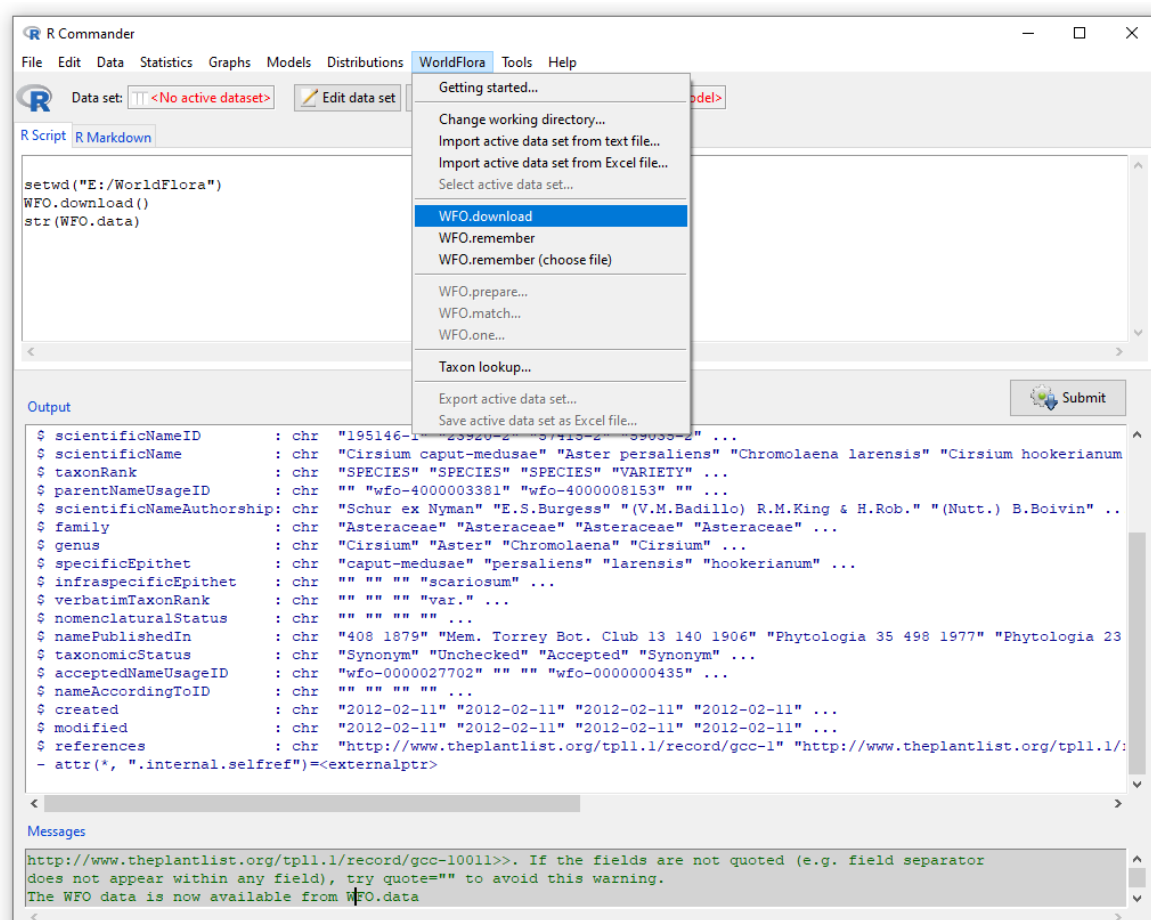 R Commander
File Edit Data Statistics Graphs Models Distributions WorldFlora Tools Help
Data set: <No active dataset> Edit data set
R Script R Markdown
setwd("E:/WorldFlora")
WFO.download()
str(WFO.data)
Getting started...
Change working directory...
Import active data set from text file...
Import active data set from Excel file...
Select active data set...
WFO.download
WFO.remember
WFO.remember (choose file)
WFO.prepare...
WFO.match...
WFO.one...
Taxon lookup...
Export active data set...
Save active data set as Excel file...
Submit
Output
$ scientificNameID : chr "195146-1" "23920-2" "57415-2" "59035-2" ...
$ scientificName : chr "Cirsium caput-medusae" "Aster persaliens" "Chromolaena larensis" "Cirsium hookerianum
$ taxonRank : chr "SPECIES" "SPECIES" "SPECIES" "VARIETY" ...
$ parentNameUsageID : chr "" "wfo-4000003381" "wfo-4000008153" "" ...
$ scientificNameAuthorship: chr "Schur ex Nyman" "E.S.Burgess" "(V.M.Badillo) R.M.King & H.Rob." "(Nutt.) B.Boivin" ..
$ family : chr "Asteraceae" "Asteraceae" "Asteraceae" "Asteraceae" ...
$ genus : chr "Cirsium" "Aster" "Chromolaena" "Cirsium" ...
$ specificEpithet : chr "caput-medusae" "persaliens" "larensis" "hookerianum" ...
$ infraspecificEpithet : chr "" "" "" "scariosum" ...
$ verbatimTaxonRank : chr "" "" "" "var." ...
$ nomenclaturalStatus : chr "" "" "" "" ...
$ namePublishedIn : chr "408 1879" "Mem. Torrey Bot. Club 13 140 1906" "Phytologia 35 498 1977" "Phytologia 23
$ taxonomicStatus : chr "Synonym" "Unchecked" "Accepted" "Synonym" ...
$ acceptedNameUsageID : chr "wfo-0000027702" "" "" "wfo-0000000435" ...
$ nameAccordingToID : chr "" "" "" "" ...
$ created : chr "2012-02-11" "2012-02-11" "2012-02-11" "2012-02-11" ...
$ modified : chr "2012-02-11" "2012-02-11" "2012-02-11" "2012-02-11" ...
$ references : chr "http://www.theplantlist.org/tpl1.1/record/gcc-1" "http://www.theplantlist.org/tpl1.1/
- attr(*, ".internal.selfref")=<externalptr>
Messages
http://www.theplantlist.org/tpl1.1/record/gcc-10011>>. If the fields are not quoted (e.g. field separator
does not appear within any field), try quote="" to avoid this warning.
The WFO data is now available from WFO.data